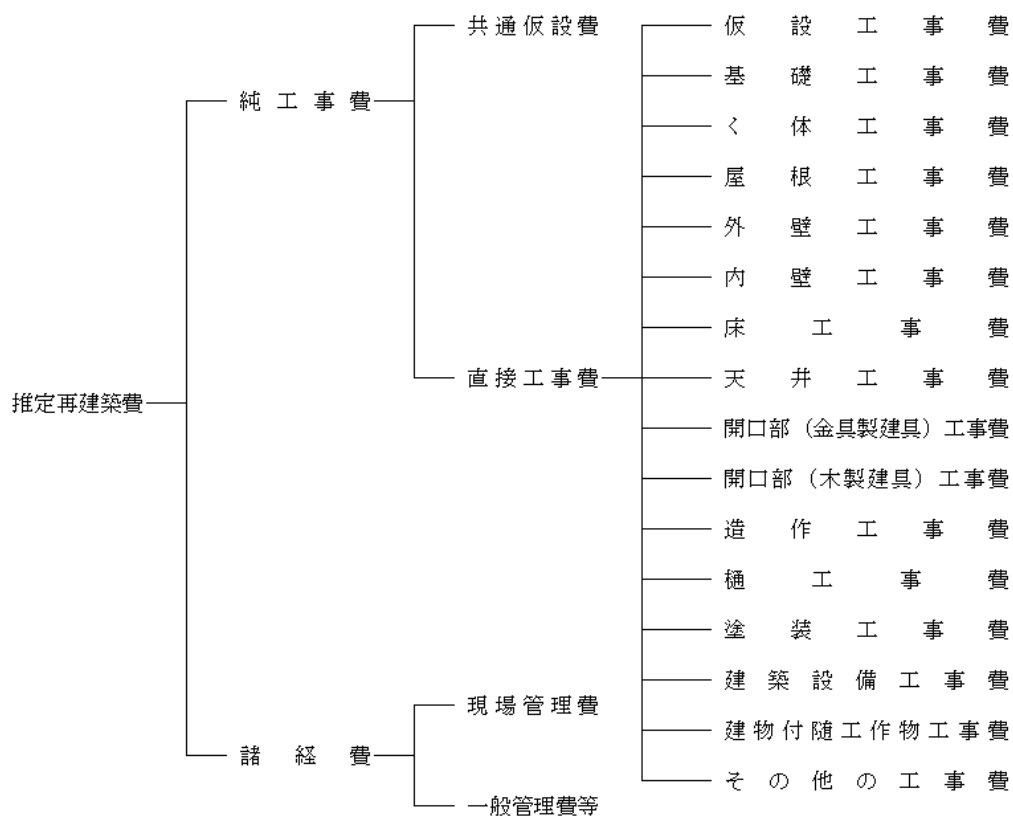 推定再建築費
純工事費
共通仮設費
直接工事費
仮設工事費
基礎工事費
く体工事費
屋根工事費
外壁工事費
内壁工事費
床工事費
天井工事費
開口部（金具製建具）工事費
開口部（木製建具）工事費
造作工事費
樋工事費
塗装工事費
建築設備工事費
建物付随工作物工事費
その他の工事費
諸経費
現場管理費
一般管理費等